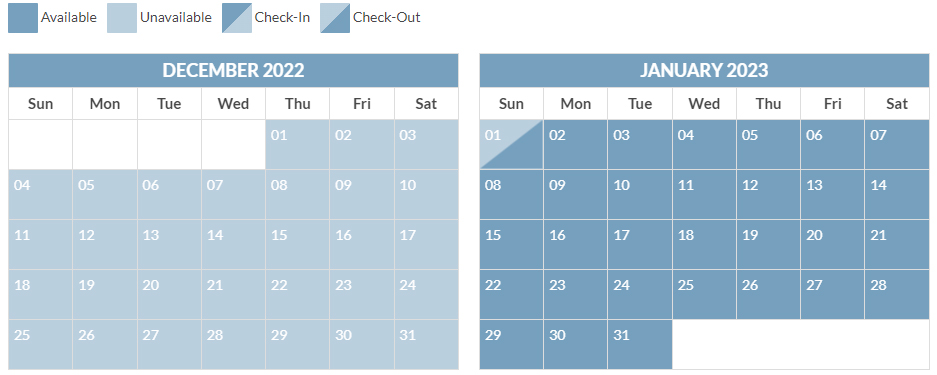 Available Unavailable Check-In Check-Out
DECEMBER 2022
Sun Mon Tue Wed Thu Fri Sat
01 02 03
04 05 06 07 08 09 10
11 12 13 14 15 16 17
18 19 20 21 22 23 24
25 26 27 28 29 30 31
JANUARY 2023
Sun Mon Tue Wed Thu Fri Sat
01 02 03 04 05 06 07
08 09 10 11 12 13 14
15 16 17 18 19 20 21
22 23 24 25 26 27 28
29 30 31